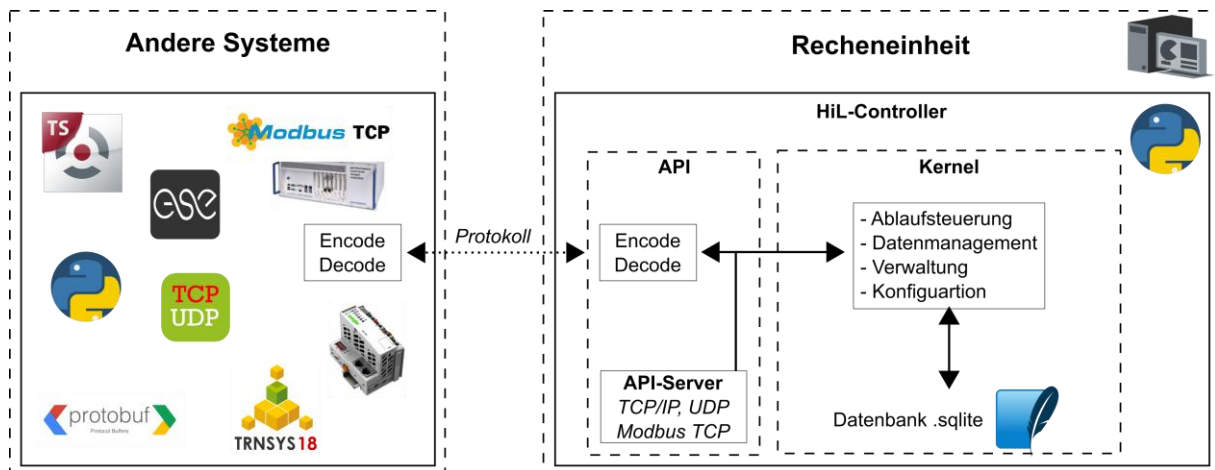 Andere Systeme
TS
Modbus TCP
ese
Encode
Decode
TCP
UDP
protobuf
Protocol Buffers
TRNSYS18
Protokoll
Recheneinheit
HiL-Controller
API
Encode
Decode
API-Server
TCP/IP, UDP
Modbus TCP
Kernel
- Ablaufsteuerung
- Datenmanagement
- Verwaltung
- Konfiguartion
Datenbank .sqlite